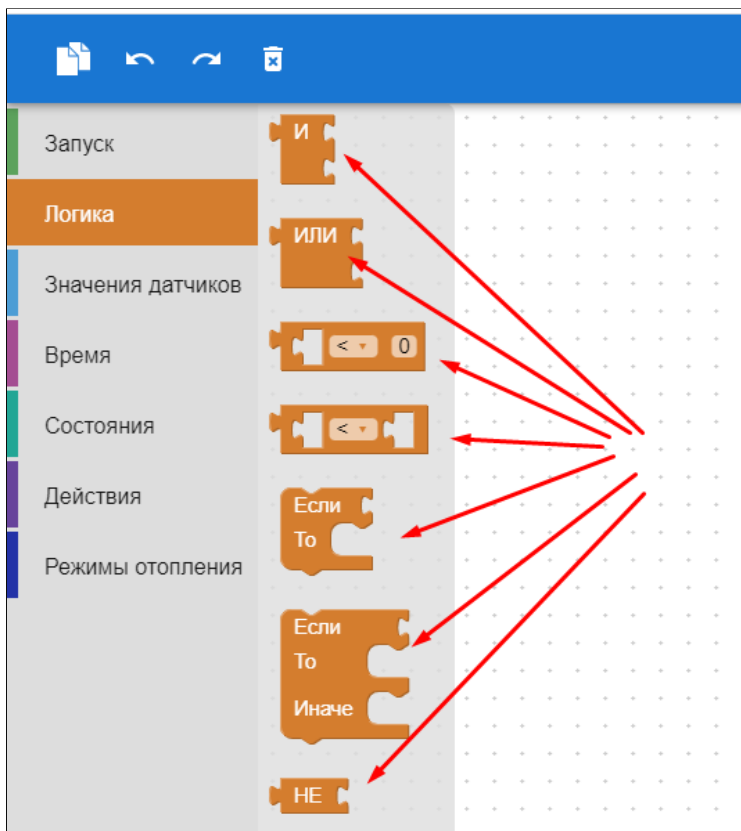 Запуск
Логика
Значения датчиков
Время
Состояния
Действия
Режимы отопления
И
ИЛИ
< 0
<
Если
То
Если
То
Иначе
НЕ